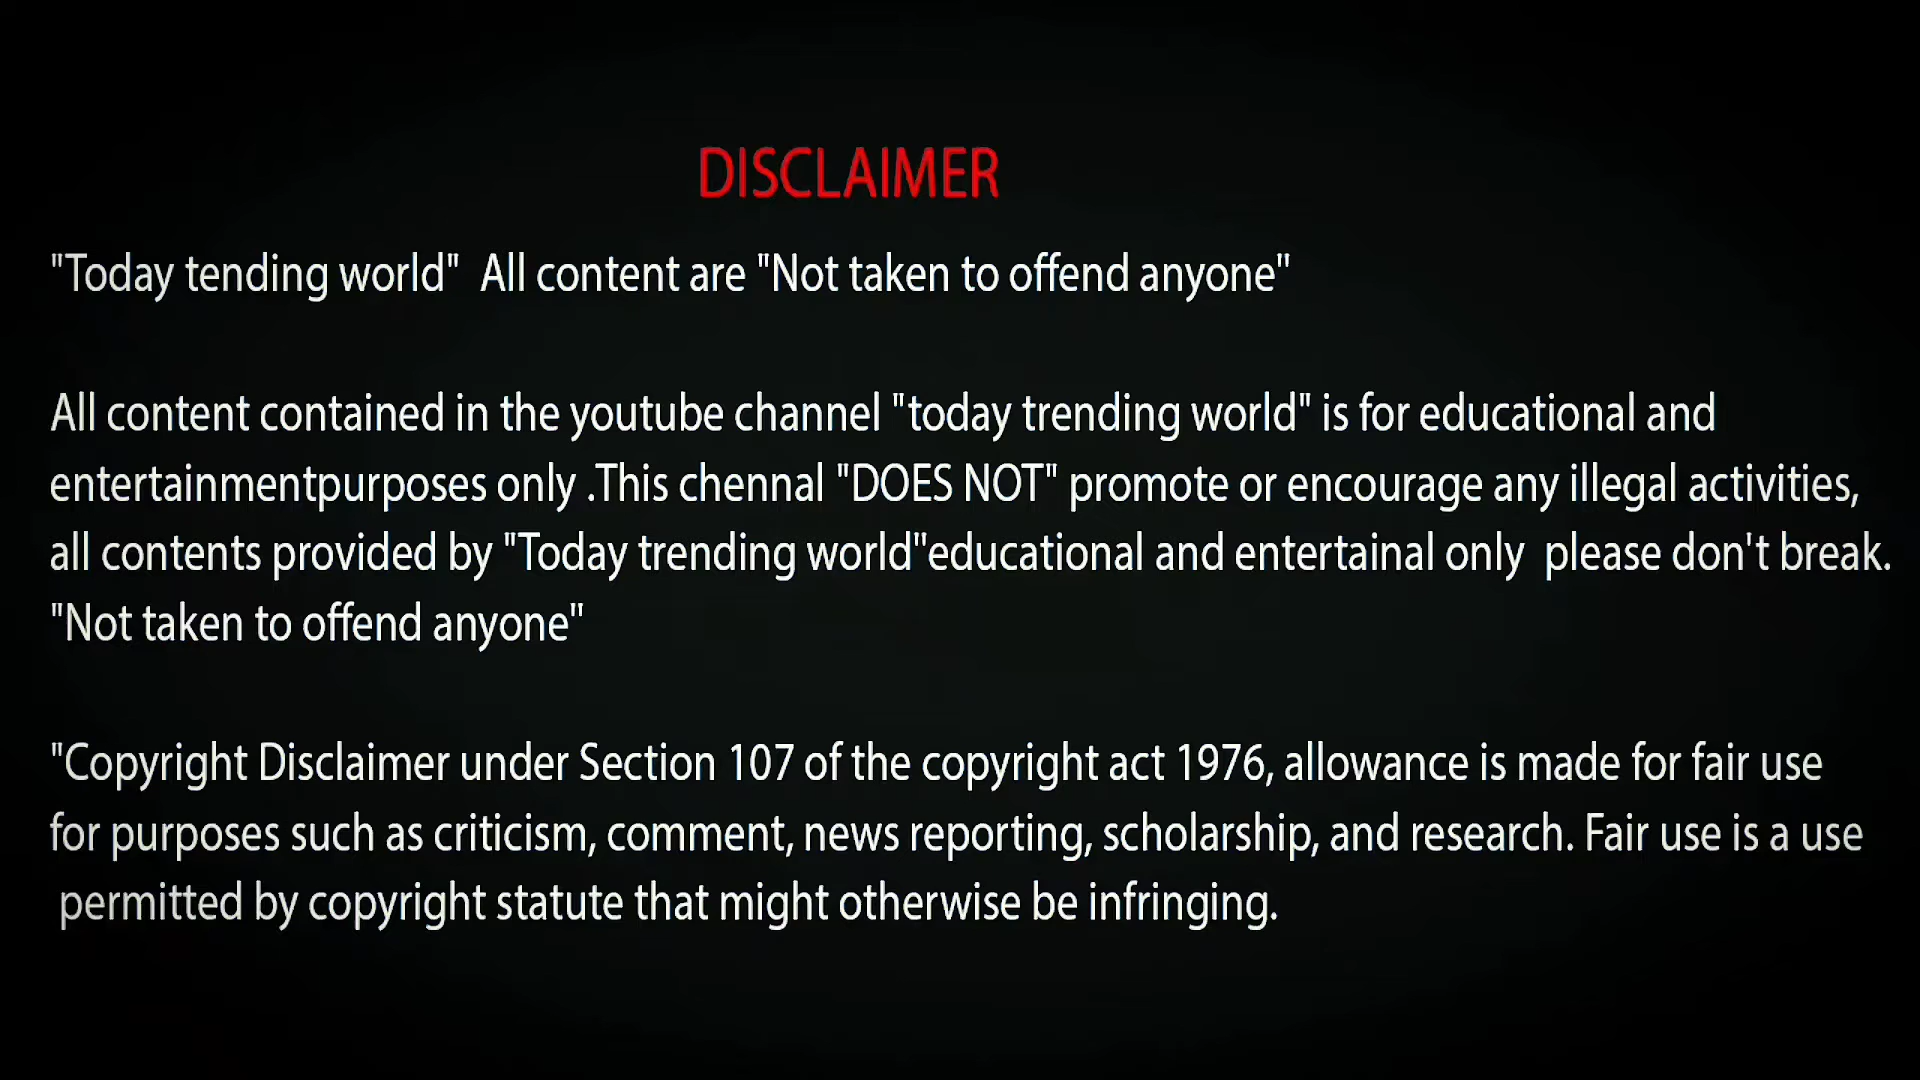 DISCLAIMER
"Today tending world"  All content are "Not taken to offend anyone"
All content contained in the youtube channel "today trending world" is for educational and
entertainmentpurposes only .This chennal "DOES NOT" promote or encourage any illegal activities,
all contents provided by "Today trending world"educational and entertainal only  please don't break.
"Not taken to offend anyone"
"Copyright Disclaimer under Section 107 of the copyright act 1976, allowance is made for fair use
for purposes such as criticism, comment, news reporting, scholarship, and research. Fair use is a use
permitted by copyright statute that might otherwise be infringing.